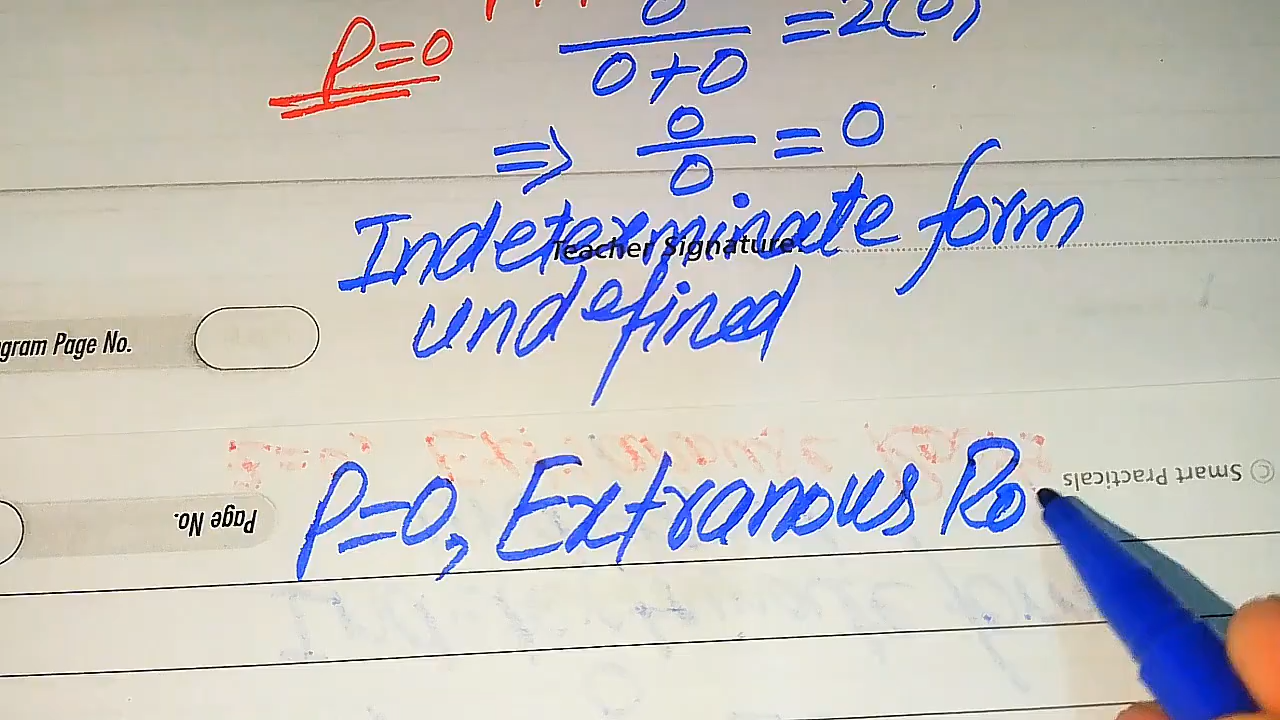 P=0
0/0+0 = 2(0)
=> 0/0 = 0
Indeterminate form
Teacher Signature
undefined
gram Page No.
© Smart Practicals
Page No.
P=0, Extranous Ro